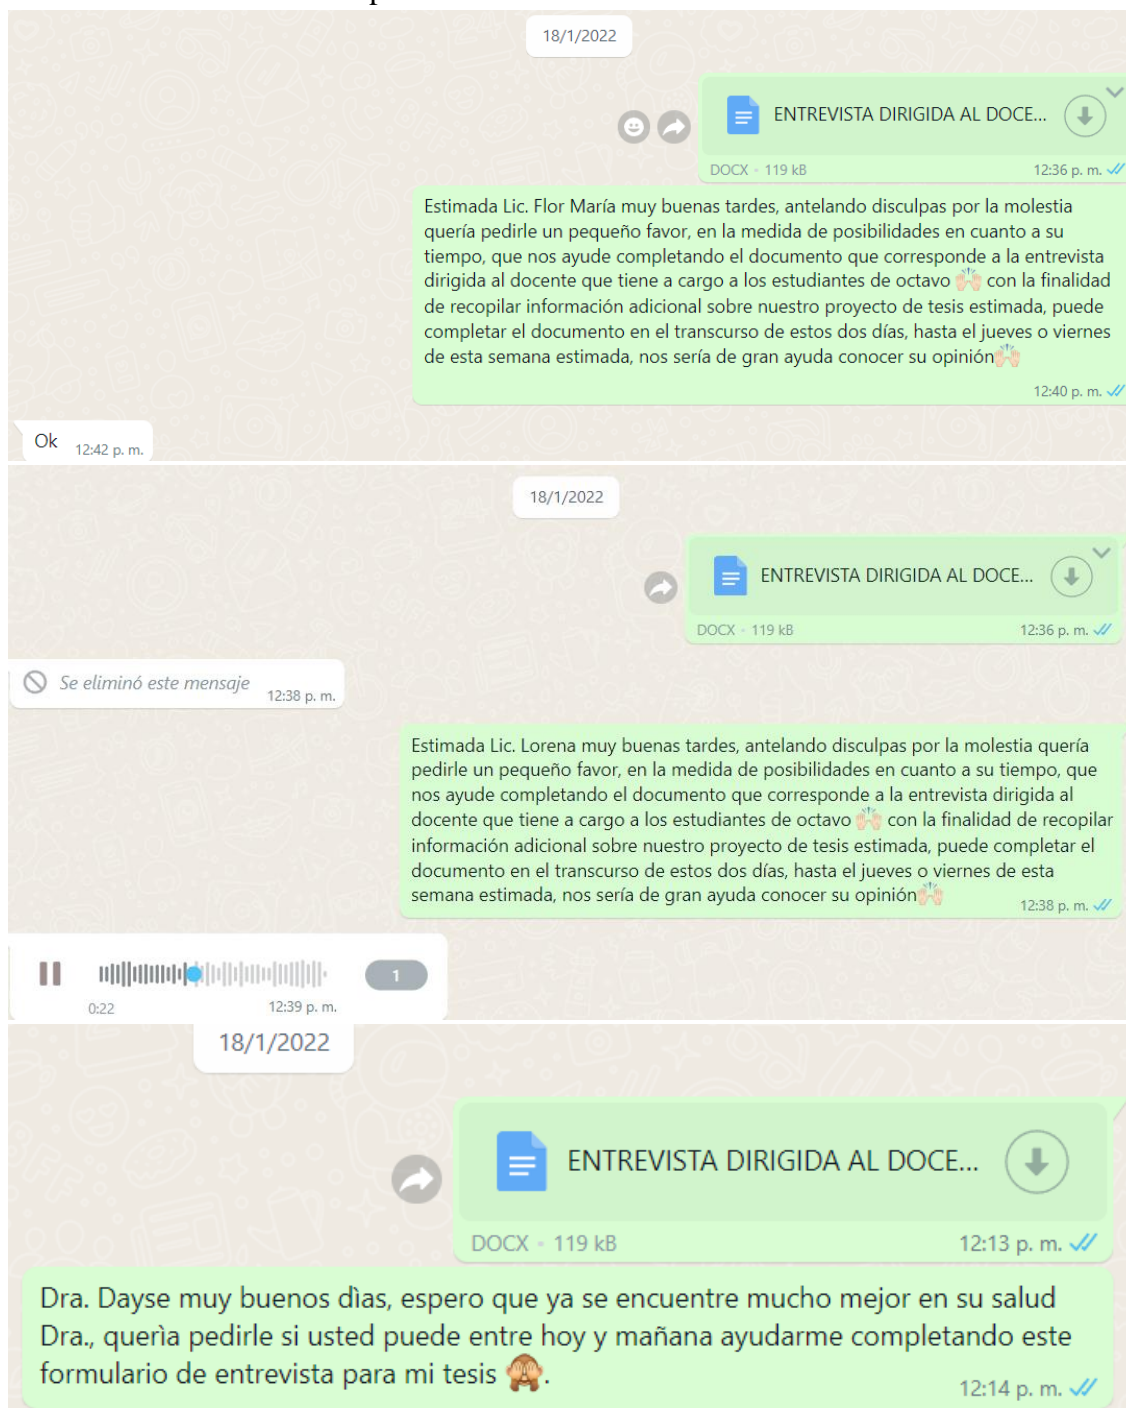 18/1/2022
ENTREVISTA DIRIGIDA AL DOCE...
DOCX · 119 kB 12:36 p. m.
Estimada Lic. Flor María muy buenas tardes, antelando disculpas por la molestia
quería pedirle un pequeño favor, en la medida de posibilidades en cuanto a su
tiempo, que nos ayude completando el documento que corresponde a la entrevista
dirigida al docente que tiene a cargo a los estudiantes de octavo 🙌🏻 con la finalidad
de recopilar información adicional sobre nuestro proyecto de tesis estimada, puede
completar el documento en el transcurso de estos dos días, hasta el jueves o viernes
de esta semana estimada, nos sería de gran ayuda conocer su opinión🙌🏻
12:40 p. m.
Ok 12:42 p. m.
18/1/2022
ENTREVISTA DIRIGIDA AL DOCE...
DOCX · 119 kB 12:36 p. m.
Se eliminó este mensaje 12:38 p. m.
Estimada Lic. Lorena muy buenas tardes, antelando disculpas por la molestia quería
pedirle un pequeño favor, en la medida de posibilidades en cuanto a su tiempo, que
nos ayude completando el documento que corresponde a la entrevista dirigida al
docente que tiene a cargo a los estudiantes de octavo 🙌🏻 con la finalidad de recopilar
información adicional sobre nuestro proyecto de tesis estimada, puede completar el
documento en el transcurso de estos dos días, hasta el jueves o viernes de esta
semana estimada, nos sería de gran ayuda conocer su opinión🙌🏻 12:38 p. m.
1
0:22 12:39 p. m.
18/1/2022
ENTREVISTA DIRIGIDA AL DOCE...
DOCX · 119 kB 12:13 p. m.
Dra. Dayse muy buenos dìas, espero que ya se encuentre mucho mejor en su salud
Dra., querìa pedirle si usted puede entre hoy y mañana ayudarme completando este
formulario de entrevista para mi tesis 🙈. 12:14 p. m.